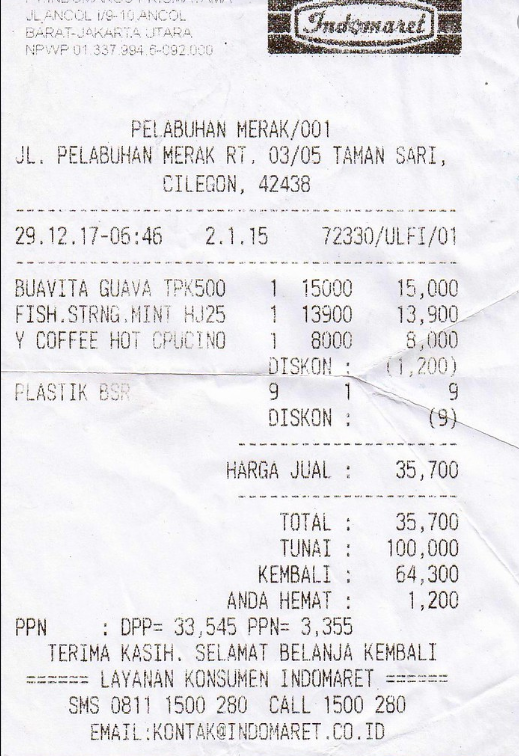 JL.ANCOL I/9-10 ANCOL
BARAT-JAKARTA UTARA
NPWP 01.337.994.6-092.000
Indomaret
PELABUHAN MERAK/001
JL. PELABUHAN MERAK RT. 03/05 TAMAN SARI,
CILEGON, 42438
29.12.17-06:46 2.1.15 72330/ULFI/01
BUAVITA GUAVA TPK500 1 15000 15,000
FISH.STRNG.MINT HJ25 1 13900 13,900
Y COFFEE HOT CPUCINO 1 8000 8,000
DISKON : (1,200)
PLASTIK BSR 9 1 9
DISKON : (9)
HARGA JUAL : 35,700
TOTAL : 35,700
TUNAI : 100,000
KEMBALI : 64,300
ANDA HEMAT : 1,200
PPN : DPP= 33,545 PPN= 3,355
TERIMA KASIH. SELAMAT BELANJA KEMBALI
====== LAYANAN KONSUMEN INDOMARET ======
SMS 0811 1500 280 CALL 1500 280
EMAIL:KONTAK@INDOMARET.CO.ID